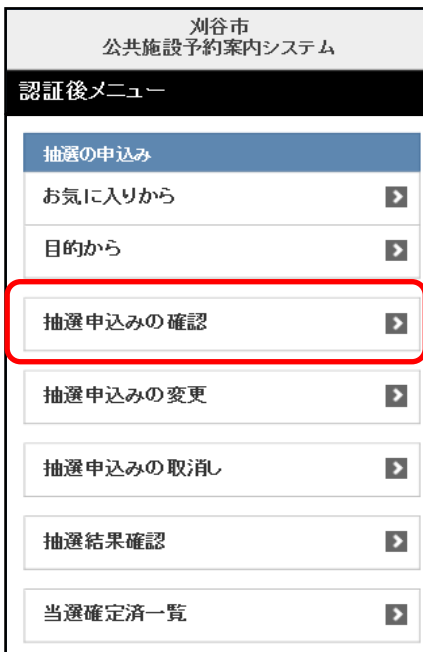 刈谷市
公共施設予約案内システム
認証後メニュー
抽選の申込み
お気に入りから
目的から
抽選申込みの確認
抽選申込みの変更
抽選申込みの取消し
抽選結果確認
当選確定済一覧